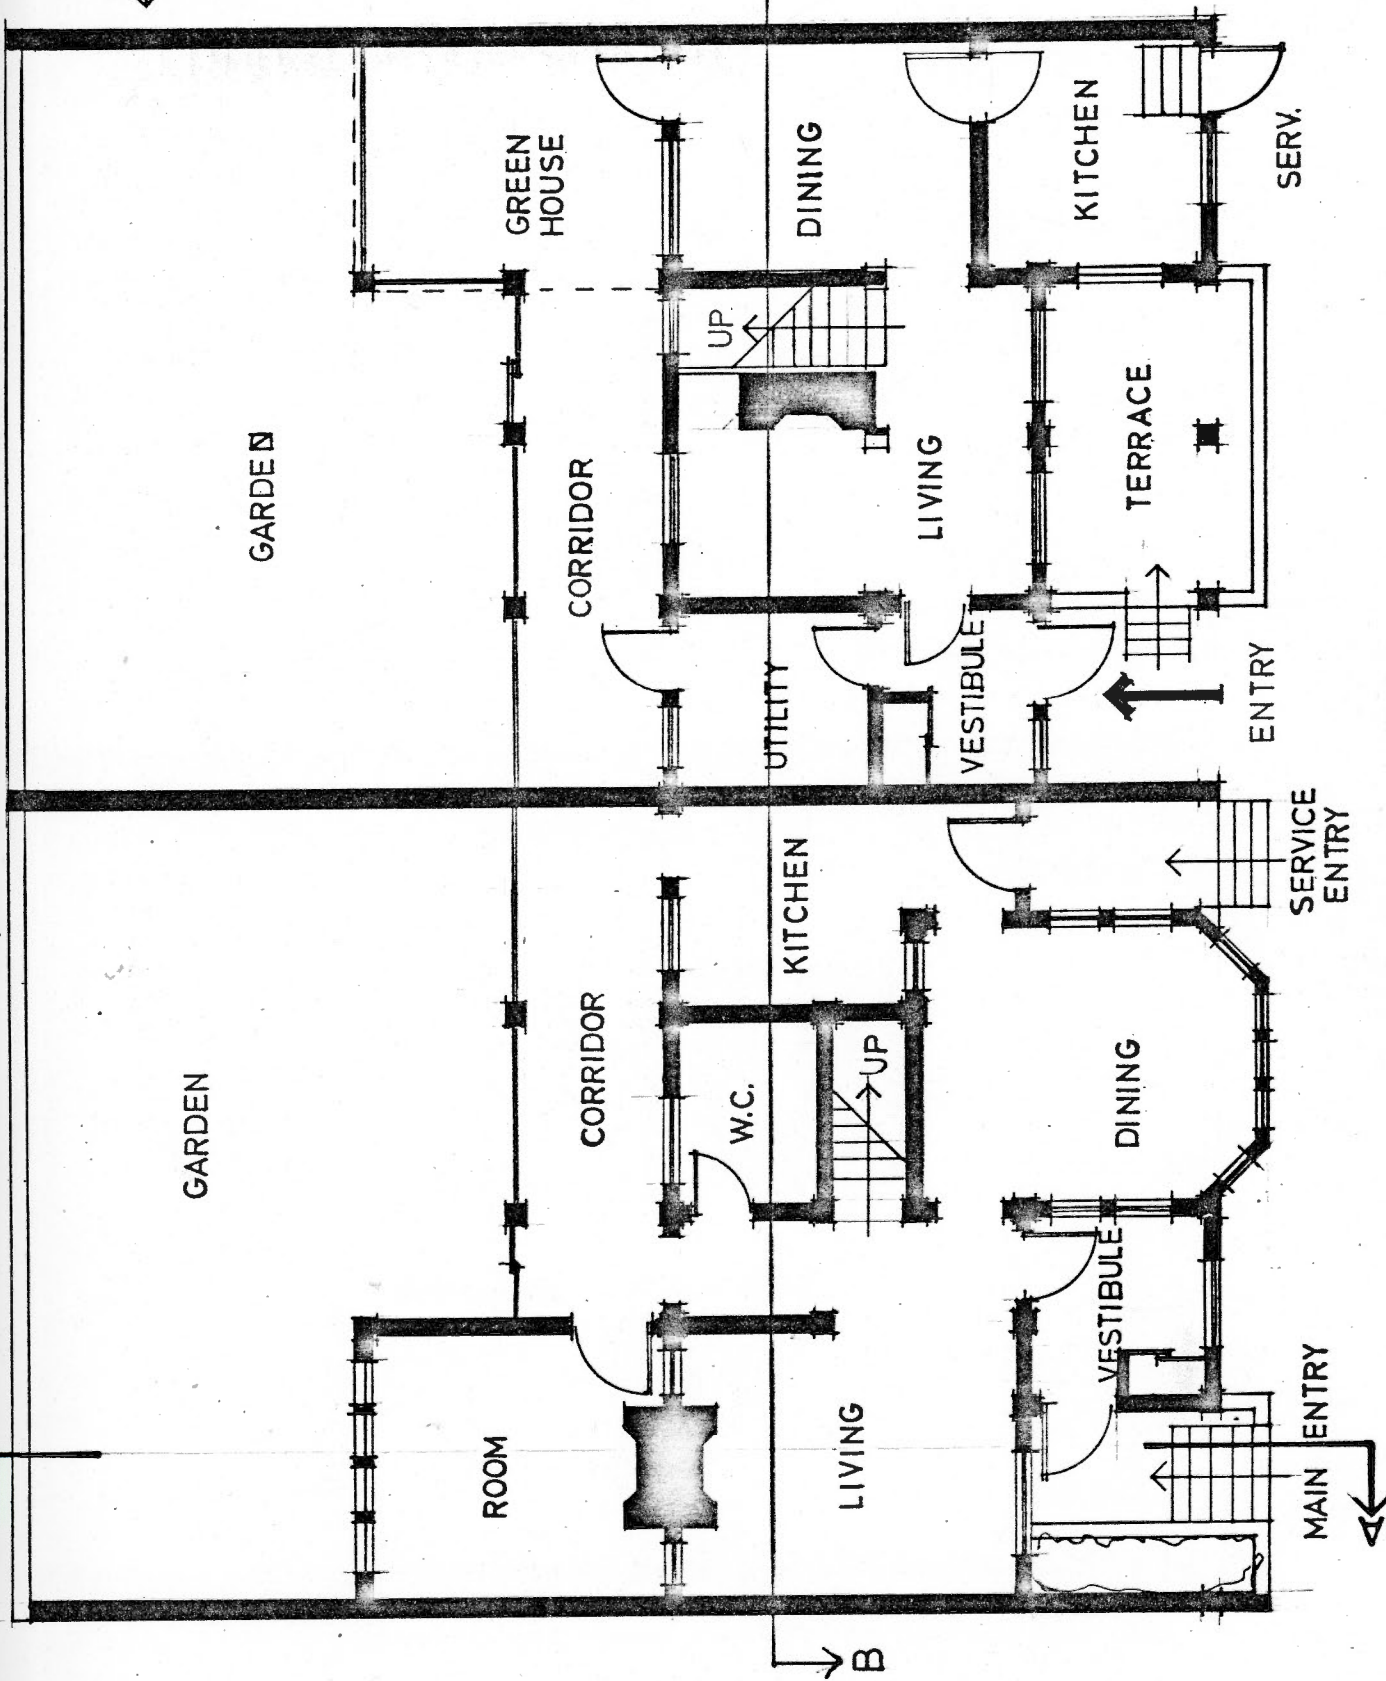 GARDEN
GARDEN
ROOM
GREEN
HOUSE
CORRIDOR
CORRIDOR
W.C.
UP
UTILITY
KITCHEN
DINING
LIVING
UP
LIVING
VESTIBULE
KITCHEN
VESTIBULE
DINING
TERRACE
B
MAIN ENTRY
SERVICE
ENTRY
ENTRY
SERV.
A